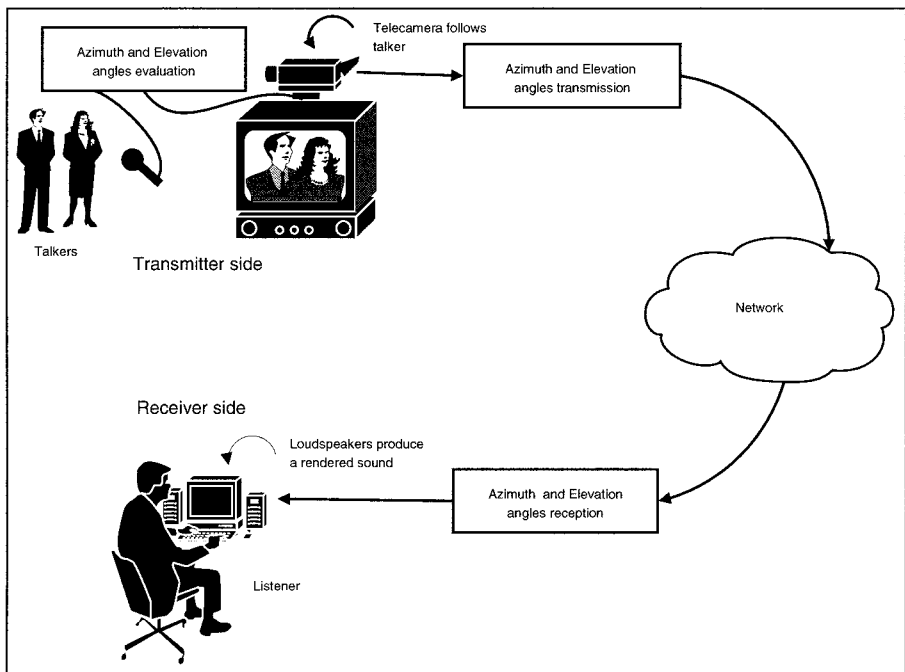 Azimuth and Elevation
angles evaluation
Telecamera follows
talker
Azimuth and Elevation
angles transmission
Talkers
Transmitter side
Network
Receiver side
Loudspeakers produce
a rendered sound
Azimuth and Elevation
angles reception
Listener